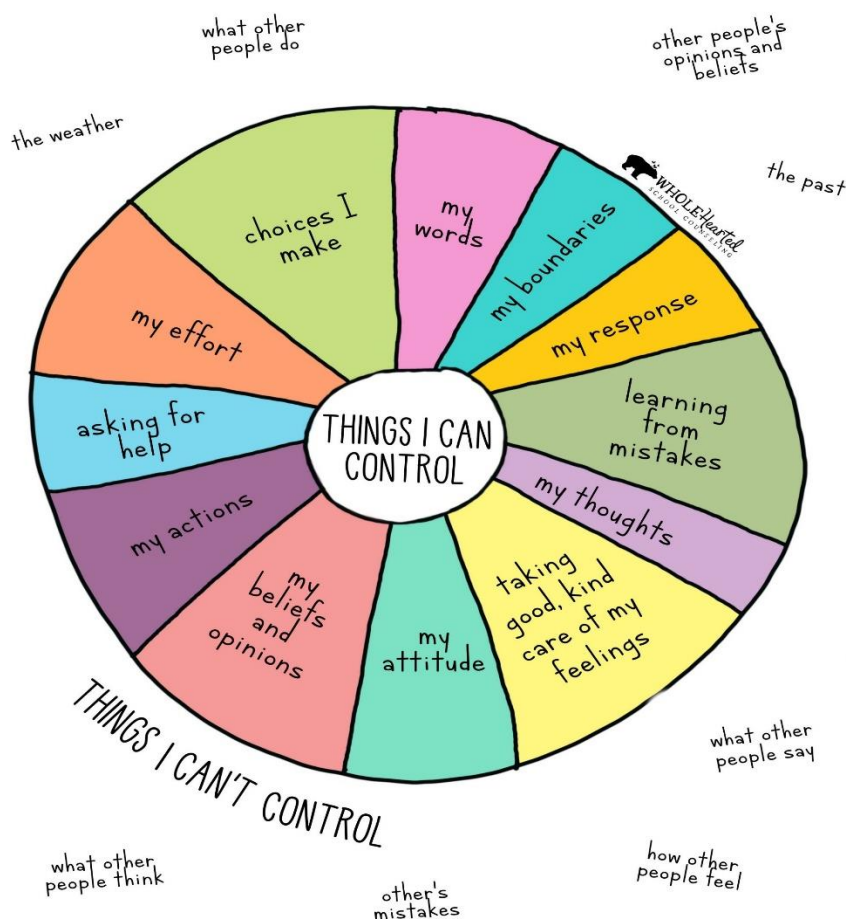 what other
people do
other people's
opinions and
beliefs
the weather
the past
WHOLEHearted
SCHOOL COUNSELING
choices I
make
my
words
my boundaries
my response
my effort
learning
from
mistakes
asking for
help
THINGS I CAN
CONTROL
my thoughts
my actions
my
beliefs
and
opinions
my
attitude
taking
good, kind
care of my
feelings
THINGS I CAN'T CONTROL
what other
people say
what other
people think
other's
mistakes
how other
people feel